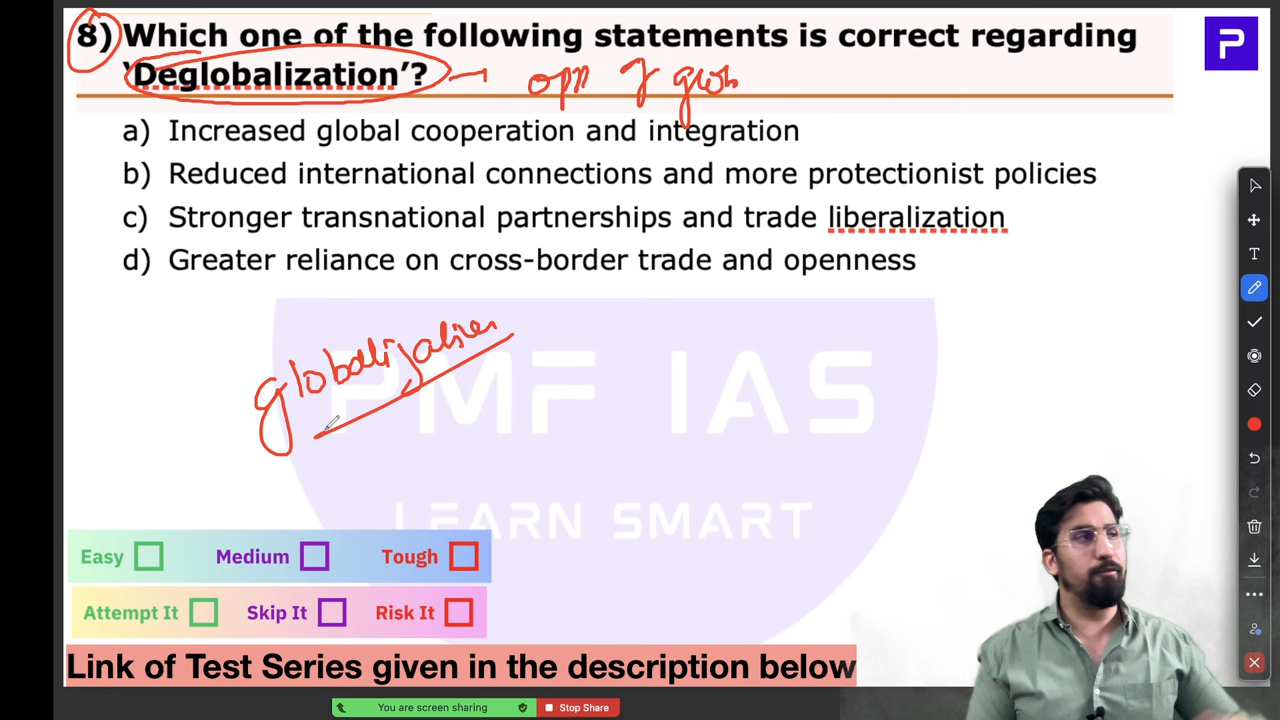 8) Which one of the following statements is correct regarding
'Deglobalization'? → opp of glob
a) Increased global cooperation and integration
b) Reduced international connections and more protectionist policies
c) Stronger transnational partnerships and trade liberalization
d) Greater reliance on cross-border trade and openness
globalization
PMF IAS
LEARN SMART
Easy Medium Tough
Attempt It Skip It Risk It
Link of Test Series given in the description below
You are screen sharing Stop Share
P
T